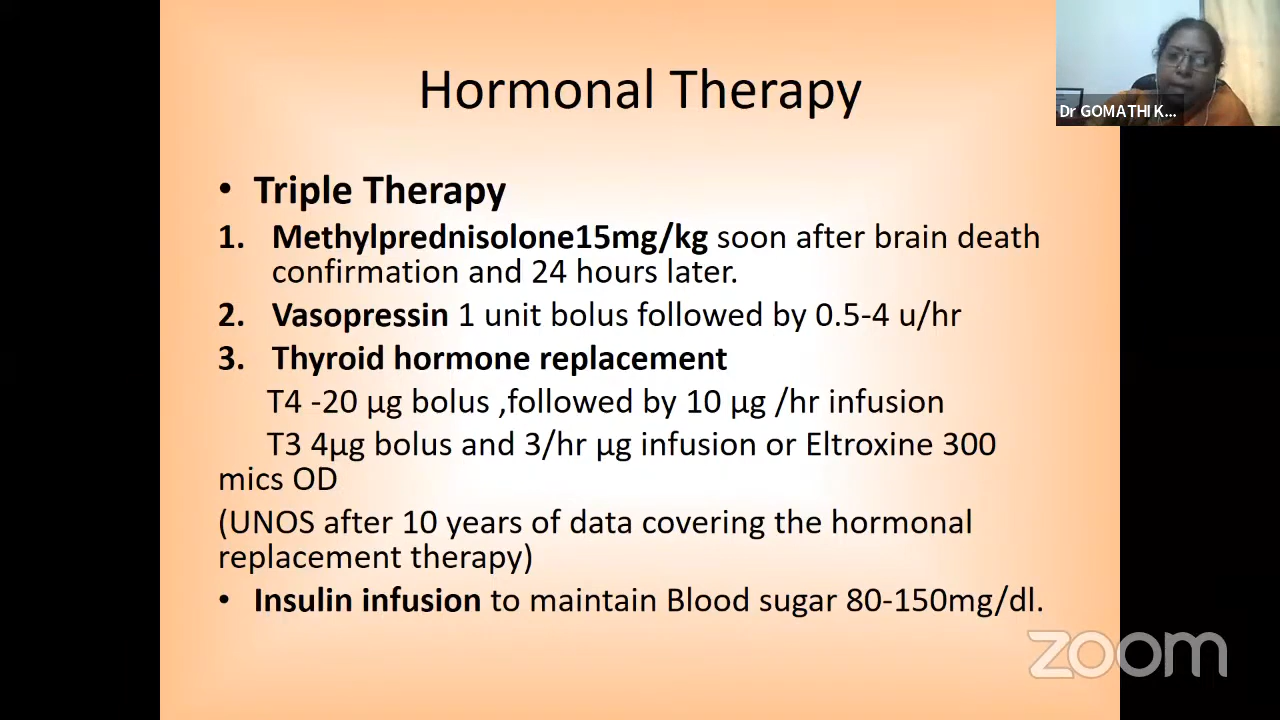 Hormonal Therapy
Dr GOMATHI K...
• Triple Therapy
1. Methylprednisolone15mg/kg soon after brain death
confirmation and 24 hours later.
2. Vasopressin 1 unit bolus followed by 0.5-4 u/hr
3. Thyroid hormone replacement
T4 -20 µg bolus ,followed by 10 µg /hr infusion
T3 4µg bolus and 3/hr µg infusion or Eltroxine 300
mics OD
(UNOS after 10 years of data covering the hormonal
replacement therapy)
• Insulin infusion to maintain Blood sugar 80-150mg/dl.
zoom